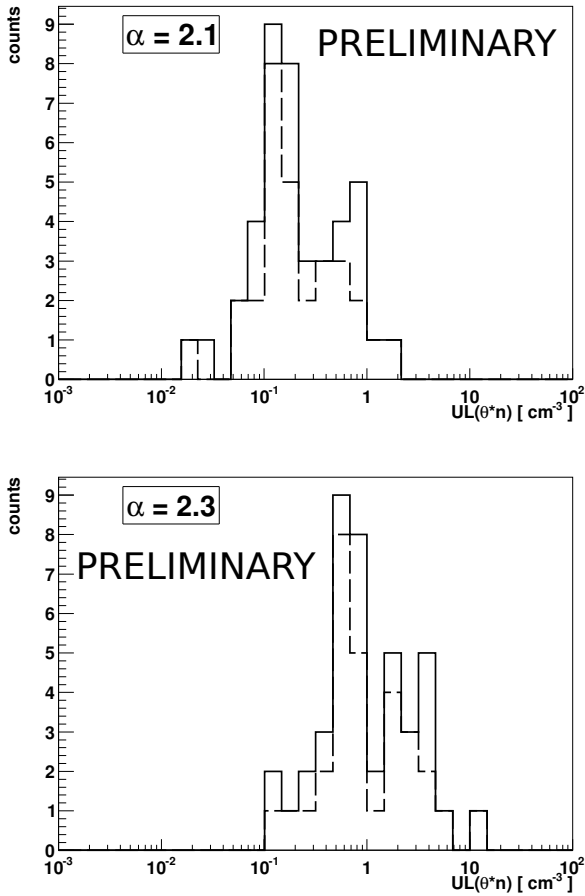 counts
9
α = 2.1
PRELIMINARY
8
7
6
5
4
3
2
1
0
10-3 10-2 10-1 1 10 102
UL(θ*n) [ cm-3 ]
counts
9
α = 2.3
8
PRELIMINARY
7
6
5
4
3
2
1
0
10-3 10-2 10-1 1 10 102
UL(θ*n) [ cm-3 ]